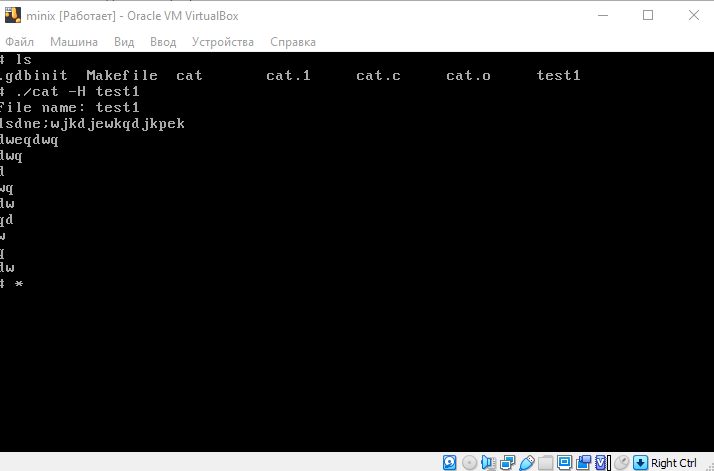 minix [Работает] - Oracle VM VirtualBox
Файл Машина Вид Ввод Устройства Справка
# ls
.gdbinit Makefile cat cat.1 cat.c cat.o test1
# ./cat -H test1
File name: test1
lsdne;wjkdjewkqdjkpek
dweqdwq
dwq
d
wq
dw
qd
w
q
dw
# *
Right Ctrl